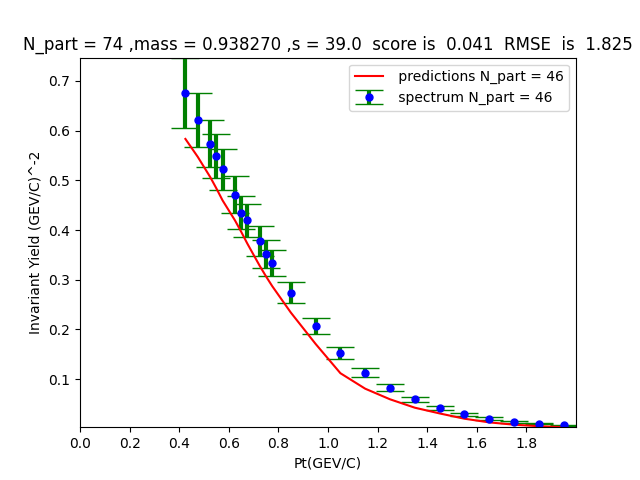 N_part = 74 ,mass = 0.938270 ,s = 39.0  score is  0.041  RMSE  is  1.825
predictions N_part = 46
spectrum N_part = 46
Invariant Yield (GEV/C)^-2
0.7
0.6
0.5
0.4
0.3
0.2
0.1
0.0 0.2 0.4 0.6 0.8 1.0 1.2 1.4 1.6 1.8
Pt(GEV/C)